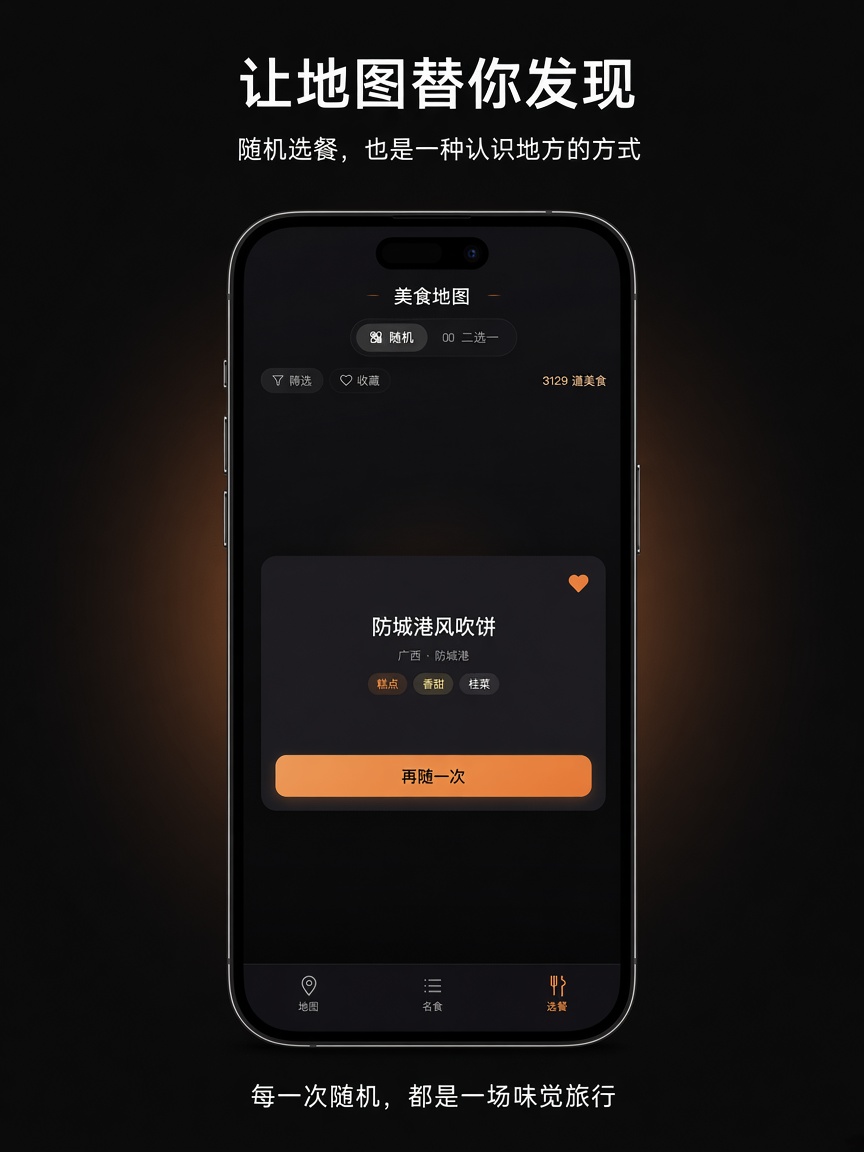 让地图替你发现
随机选餐，也是一种认识地方的方式
美食地图
随机 二选一
筛选 收藏 3129 道美食
防城港风吹饼
广西 · 防城港
糕点 香甜 桂菜
再随一次
地图 名食 选餐
每一次随机，都是一场味觉旅行